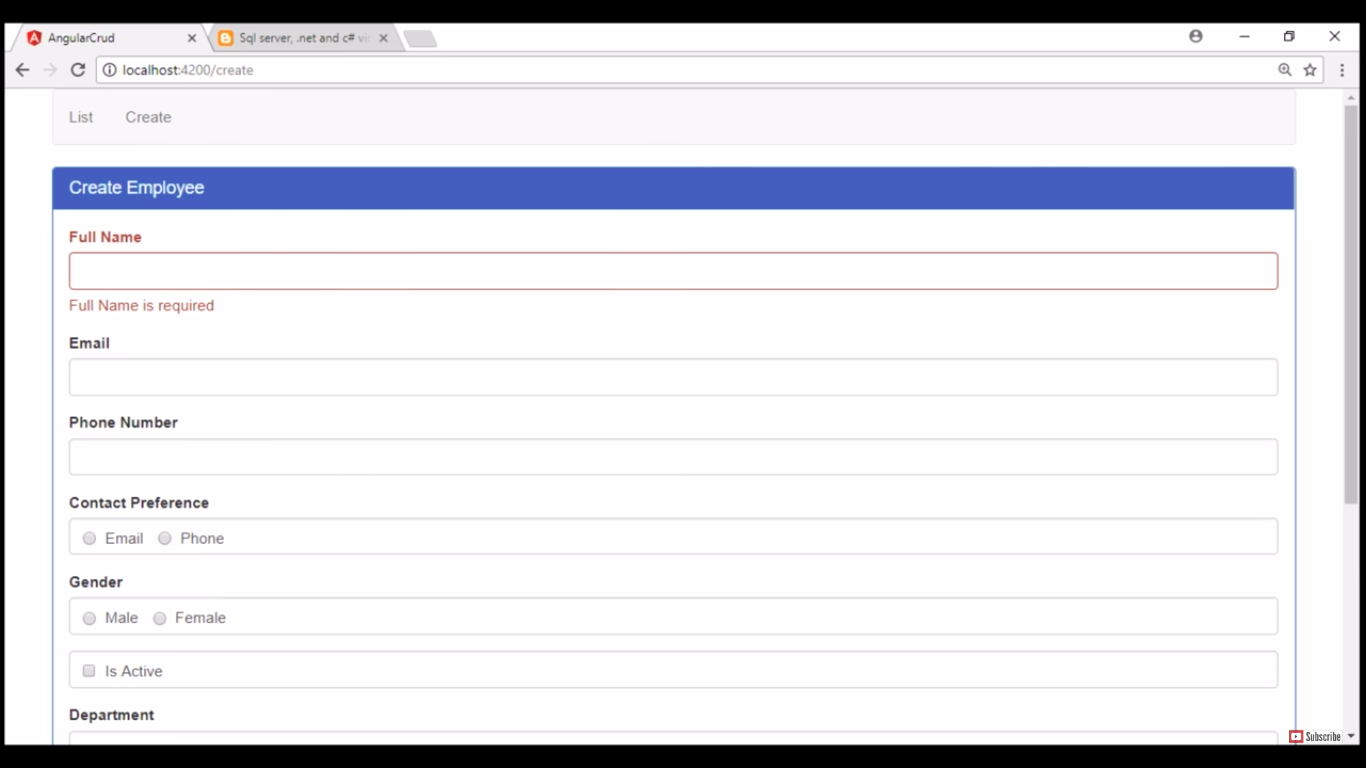 AngularCrud
Sql server, .net and c# vi
localhost:4200/create
List Create
Create Employee
Full Name
Full Name is required
Email
Phone Number
Contact Preference
Email Phone
Gender
Male Female
Is Active
Department
Subscribe